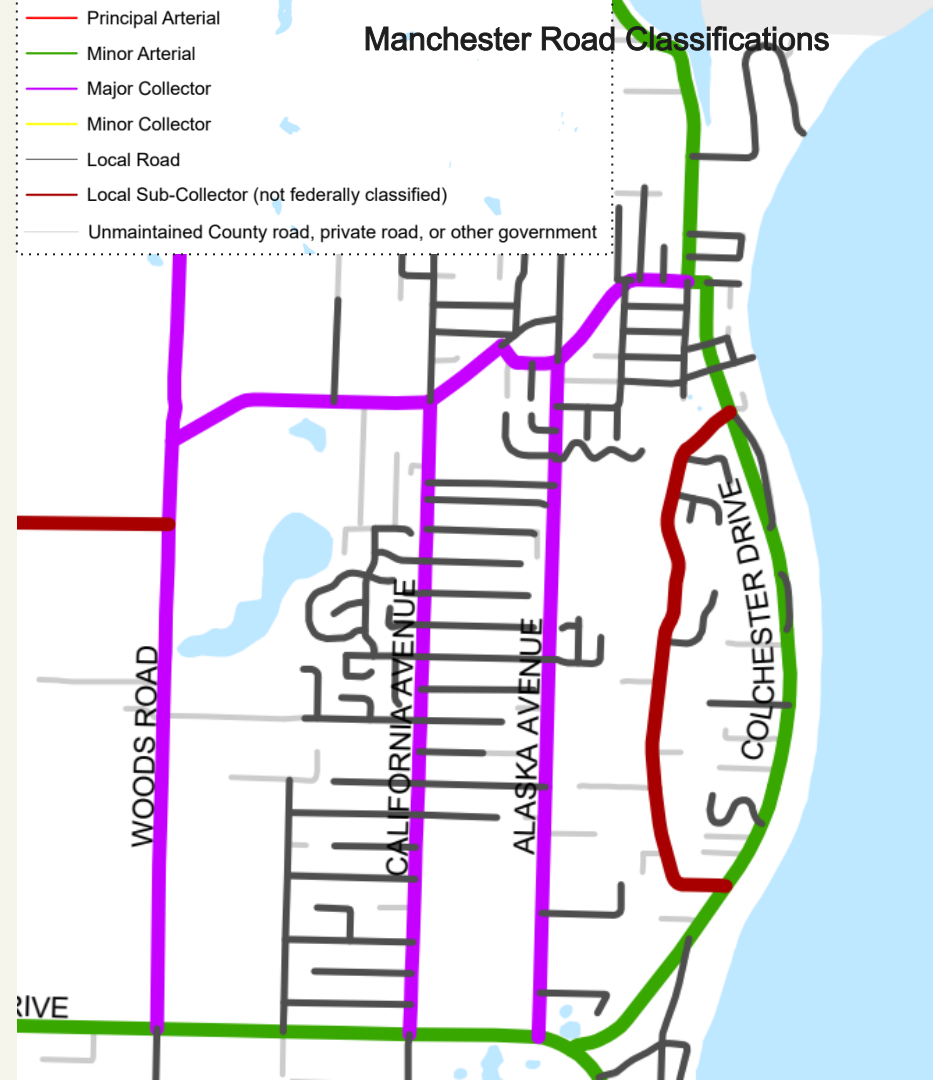 Manchester Road Classifications
Principal Arterial
Minor Arterial
Major Collector
Minor Collector
Local Road
Local Sub-Collector (not federally classified)
Unmaintained County road, private road, or other government
WOODS ROAD
CALIFORNIA AVENUE
ALASKA AVENUE
COLCHESTER DRIVE
RIVE